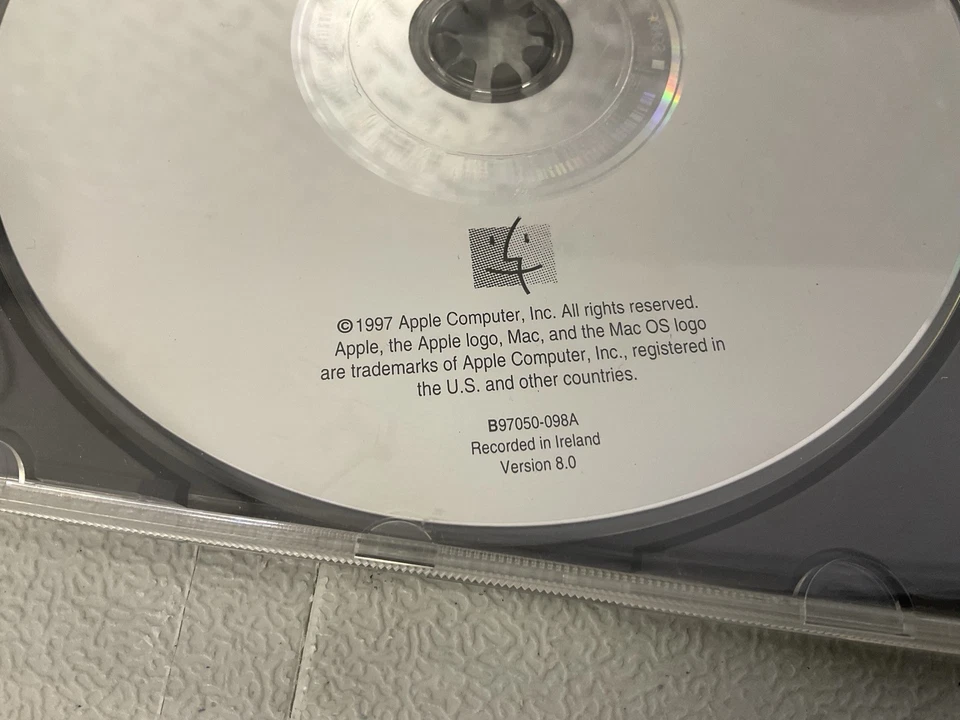 ©1997 Apple Computer, Inc. All rights reserved.
Apple, the Apple logo, Mac, and the Mac OS logo
are trademarks of Apple Computer, Inc., registered in
the U.S. and other countries.
B97050-098A
Recorded in Ireland
Version 8.0